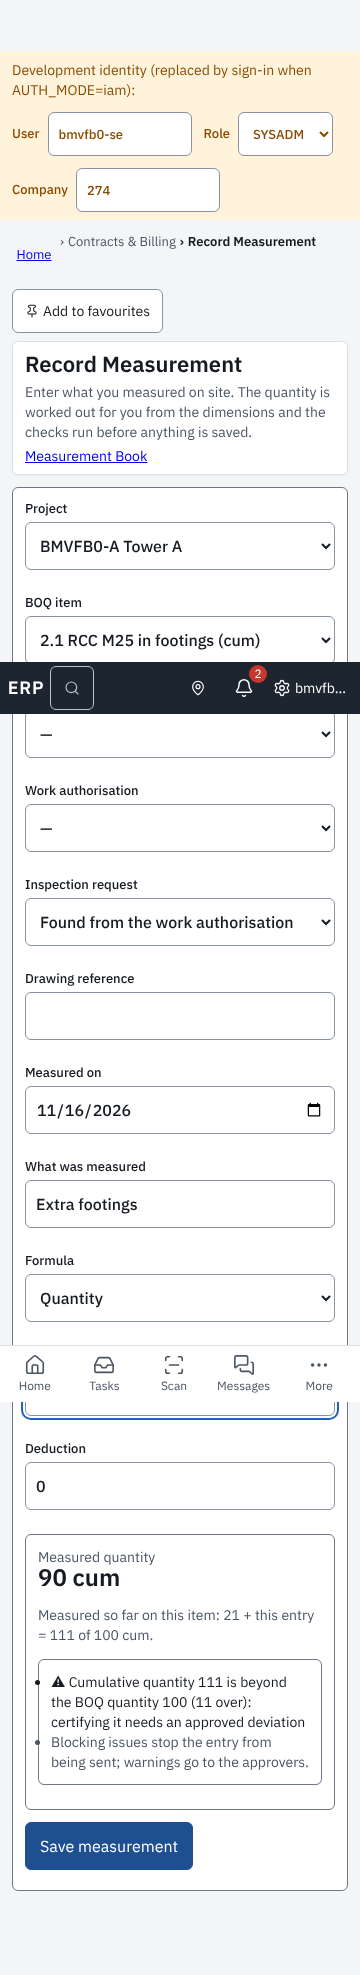 Development identity (replaced by sign-in when
AUTH_MODE=iam):
User bmvfb0-se Role SYSADM
Company 274
Home › Contracts & Billing › Record Measurement
Add to favourites
Record Measurement
Enter what you measured on site. The quantity is
worked out for you from the dimensions and the
checks run before anything is saved.
Measurement Book
Project
BMVFB0-A Tower A
BOQ item
2.1 RCC M25 in footings (cum)
ERP 2 bmvfb...
—
Work authorisation
—
Inspection request
Found from the work authorisation
Drawing reference
Measured on
11/16/2026
What was measured
Extra footings
Formula
Quantity
Home Tasks Scan Messages More
Deduction
0
Measured quantity
90 cum
Measured so far on this item: 21 + this entry
= 111 of 100 cum.
⚠ Cumulative quantity 111 is beyond
the BOQ quantity 100 (11 over):
certifying it needs an approved deviation
Blocking issues stop the entry from
being sent; warnings go to the approvers.
Save measurement